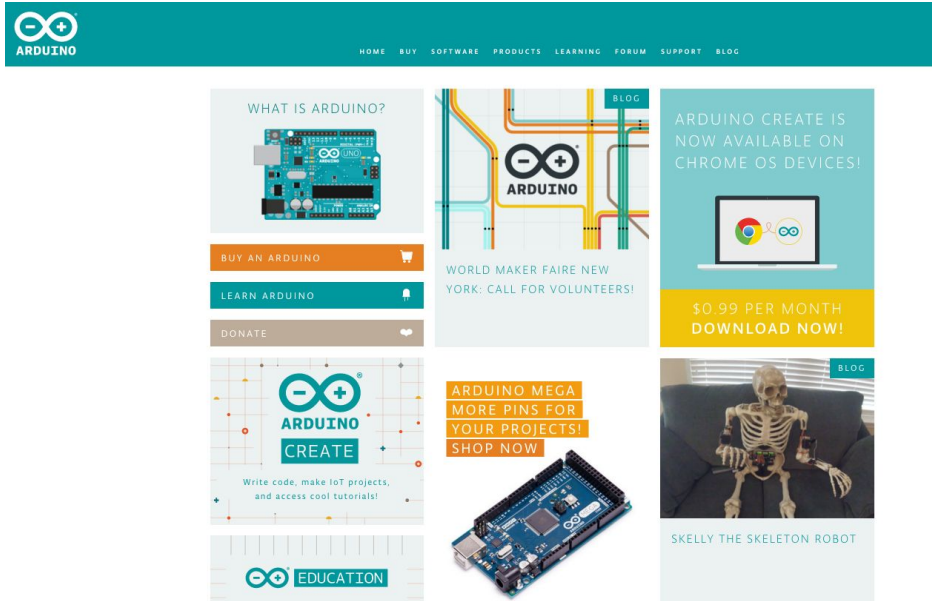 ARDUINO
HOME BUY SOFTWARE PRODUCTS LEARNING FORUM SUPPORT BLOG
WHAT IS ARDUINO?
UNO
BUY AN ARDUINO
LEARN ARDUINO
DONATE
BLOG
ARDUINO
WORLD MAKER FAIRE NEW
YORK: CALL FOR VOLUNTEERS!
ARDUINO CREATE IS
NOW AVAILABLE ON
CHROME OS DEVICES!
$0.99 PER MONTH
DOWNLOAD NOW!
ARDUINO
CREATE
Write code, make IoT projects,
and access cool tutorials!
ARDUINO MEGA
MORE PINS FOR
YOUR PROJECTS!
SHOP NOW
BLOG
SKELLY THE SKELETON ROBOT
EDUCATION